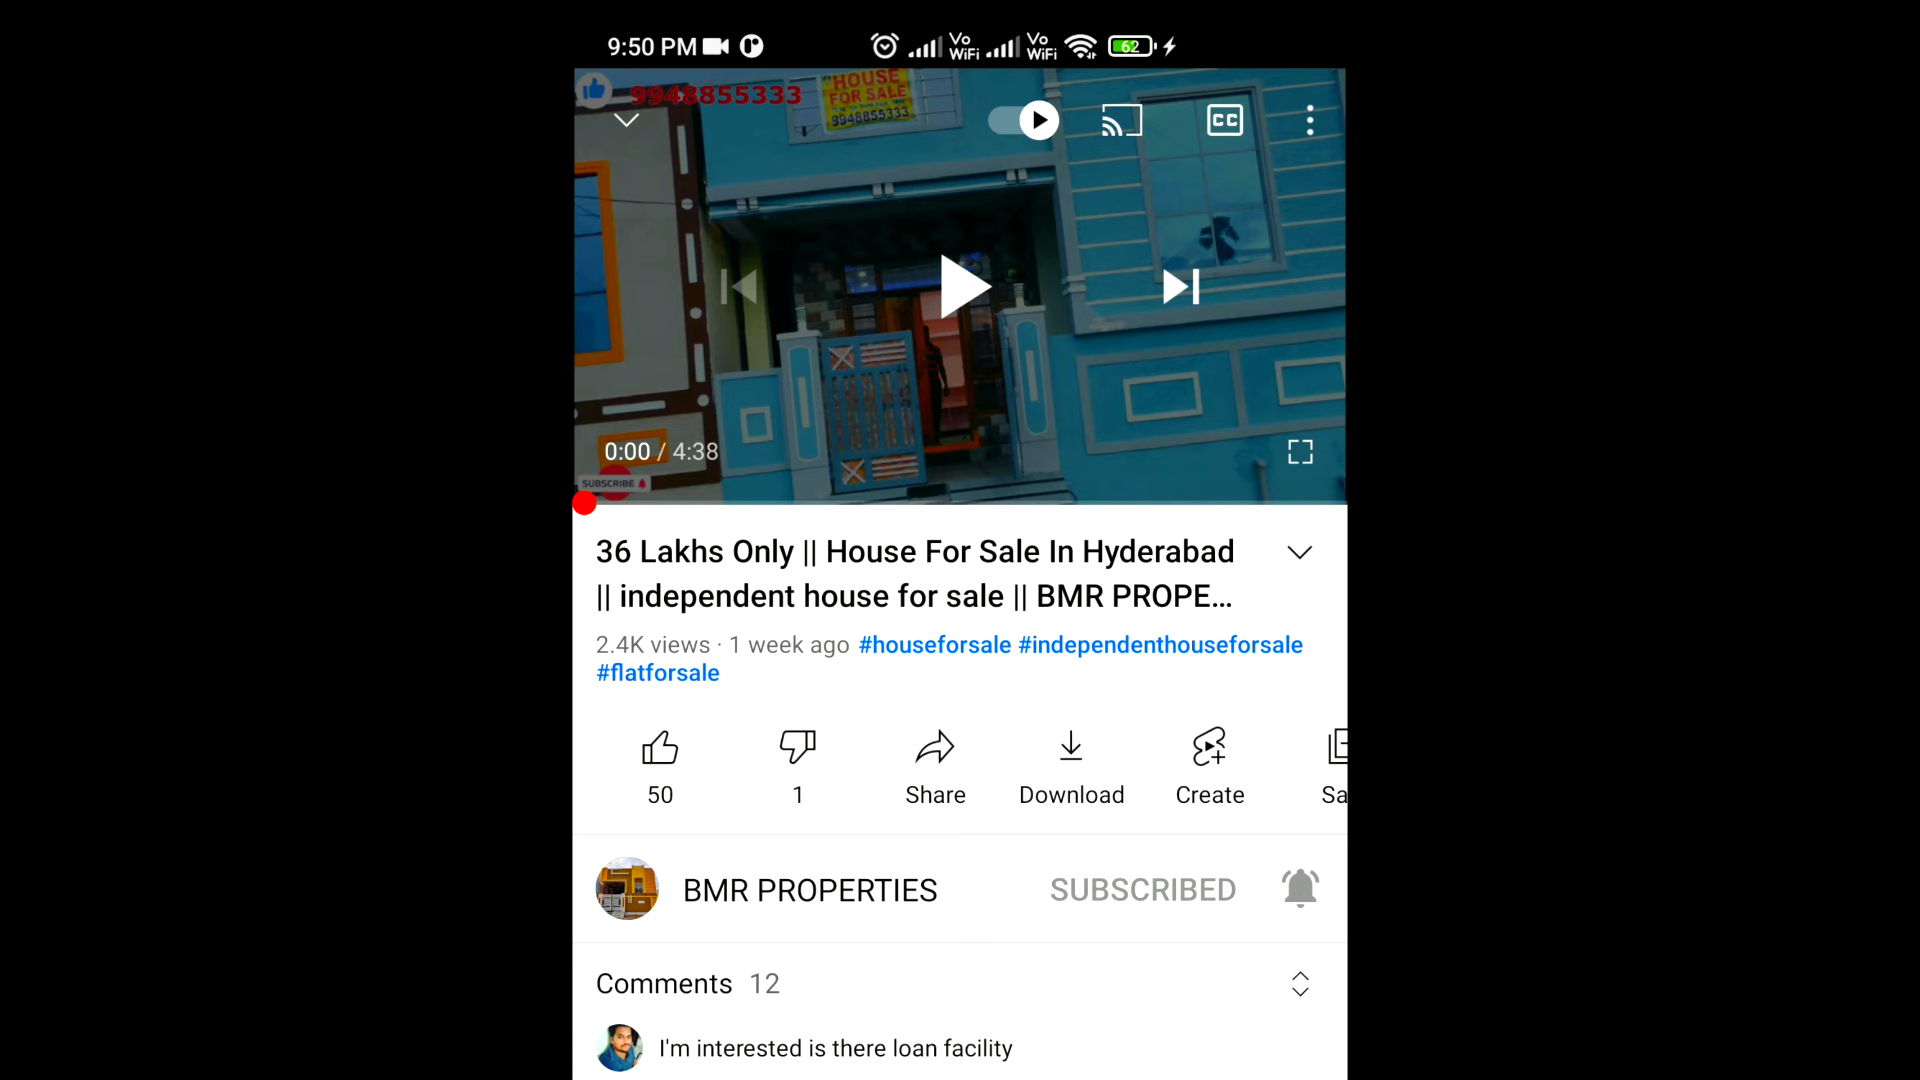 9:50 PM
Vo
WiFi
Vo
WiFi
62
HOUSE
FOR SALE
9948855333
9948855333
CC
0:00 / 4:38
SUBSCRIBE
36 Lakhs Only || House For Sale In Hyderabad
|| independent house for sale || BMR PROPE...
2.4K views · 1 week ago #houseforsale #independenthouseforsale
#flatforsale
50
1
Share
Download
Create
Sa
BMR PROPERTIES
SUBSCRIBED
Comments 12
I'm interested is there loan facility